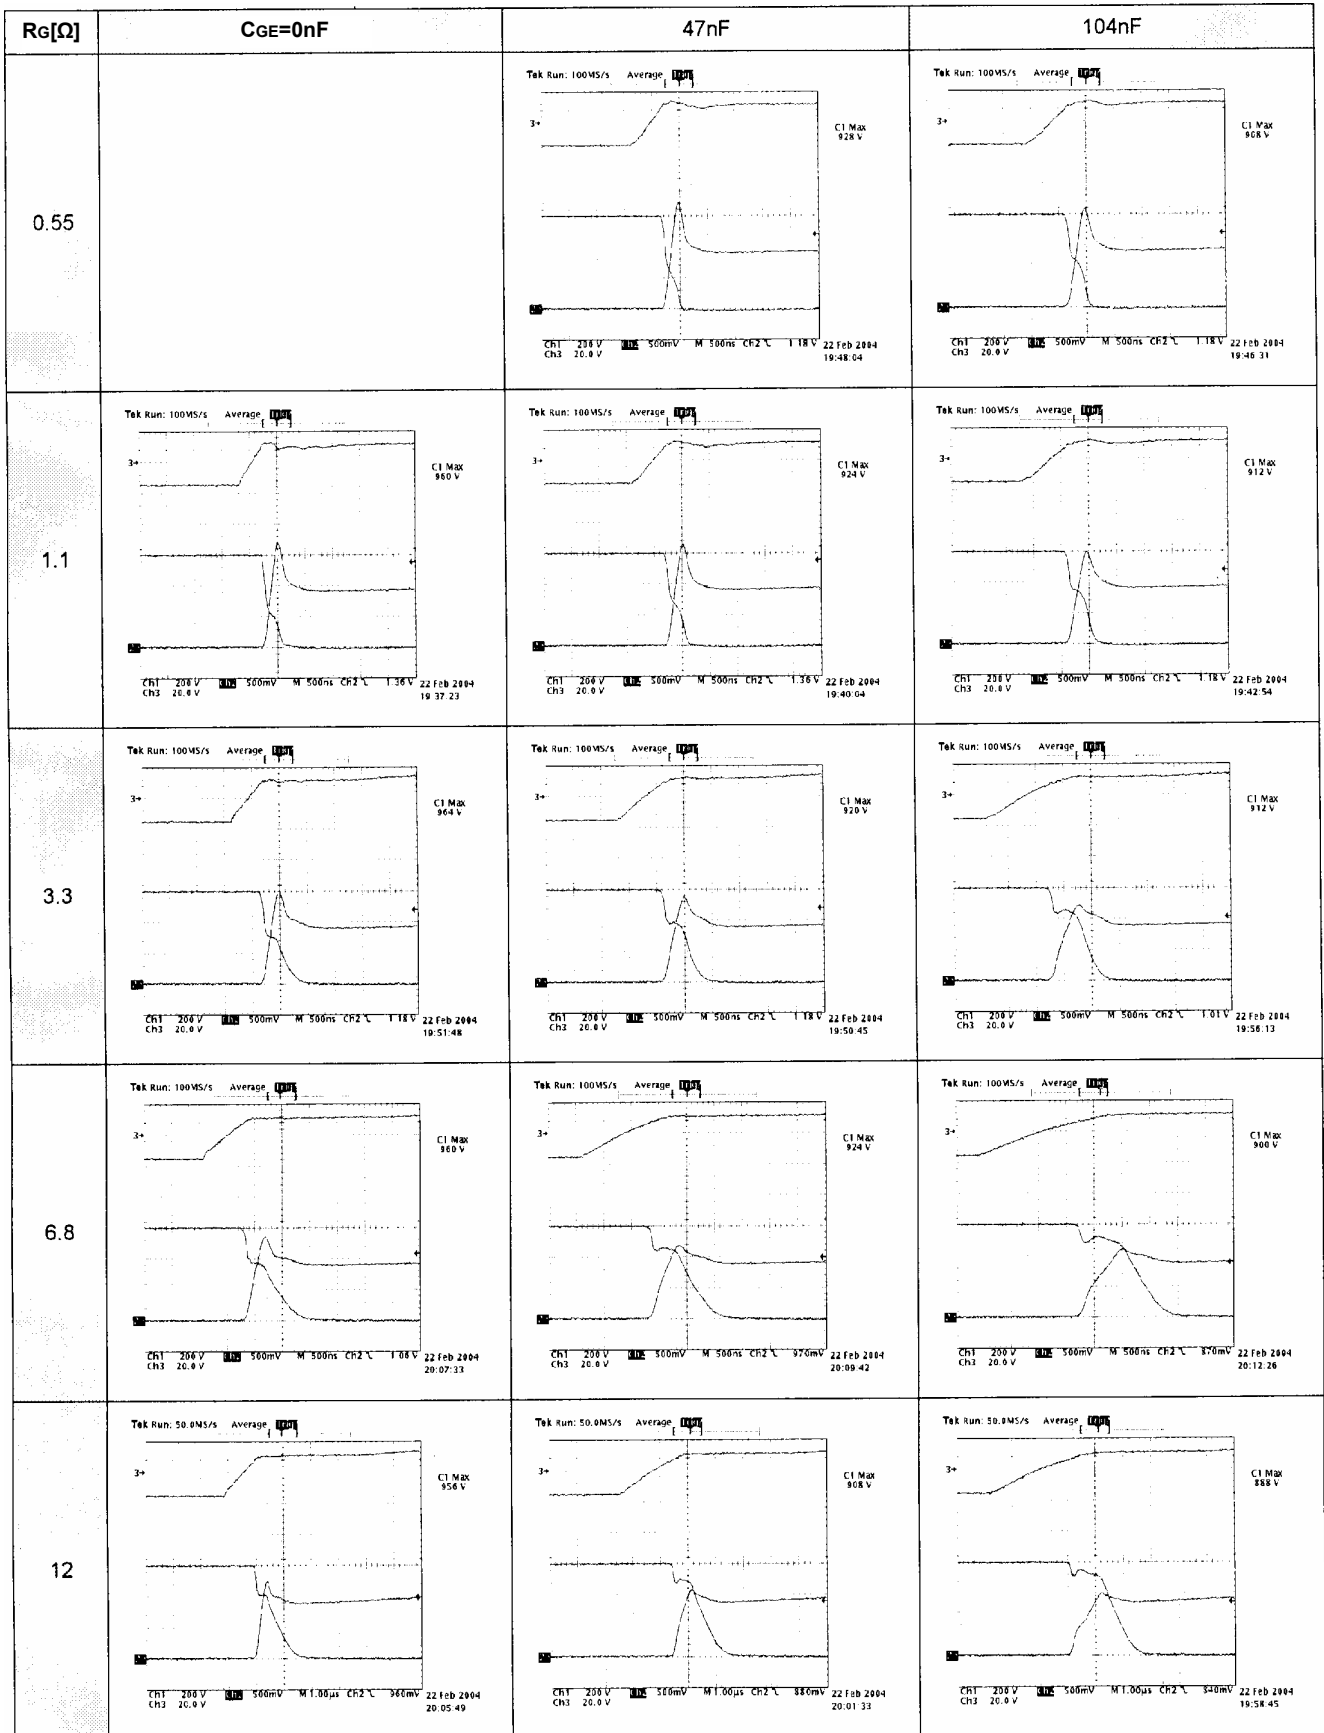 RG[Ω] CGE=0nF 47nF 104nF
0.55
Tek Run: 100MS/s Average
3→
C1 Max
928 V
Ch1 200 V 500mV M 500ns Ch2 1.18 V
Ch3 20.0 V
22 Feb 2004
19:48:04
Tek Run: 100MS/s Average
3→
C1 Max
908 V
Ch1 200 V 500mV M 500ns Ch2 1.18 V
Ch3 20.0 V
22 Feb 2004
19:46:31
1.1
Tek Run: 100MS/s Average
3→
C1 Max
960 V
Ch1 200 V 500mV M 500ns Ch2 1.36 V
Ch3 20.0 V
22 Feb 2004
19:37:23
Tek Run: 100MS/s Average
3→
C1 Max
924 V
Ch1 200 V 500mV M 500ns Ch2 1.36 V
Ch3 20.0 V
22 Feb 2004
19:40:04
Tek Run: 100MS/s Average
3→
C1 Max
912 V
Ch1 200 V 500mV M 500ns Ch2 1.18 V
Ch3 20.0 V
22 Feb 2004
19:42:54
3.3
Tek Run: 100MS/s Average
3→
C1 Max
964 V
Ch1 200 V 500mV M 500ns Ch2 1.18 V
Ch3 20.0 V
22 Feb 2004
19:51:48
Tek Run: 100MS/s Average
3→
C1 Max
920 V
Ch1 200 V 500mV M 500ns Ch2 1.18 V
Ch3 20.0 V
22 Feb 2004
19:50:45
Tek Run: 100MS/s Average
3→
C1 Max
912 V
Ch1 200 V 500mV M 500ns Ch2 1.01 V
Ch3 20.0 V
22 Feb 2004
19:56:13
6.8
Tek Run: 100MS/s Average
3→
C1 Max
960 V
Ch1 200 V 500mV M 500ns Ch2 1.06 V
Ch3 20.0 V
22 Feb 2004
20:07:33
Tek Run: 100MS/s Average
3→
C1 Max
924 V
Ch1 200 V 500mV M 500ns Ch2 970mV
Ch3 20.0 V
22 Feb 2004
20:09:42
Tek Run: 100MS/s Average
3→
C1 Max
900 V
Ch1 200 V 500mV M 500ns Ch2 870mV
Ch3 20.0 V
22 Feb 2004
20:12:26
12
Tek Run: 50.0MS/s Average
3→
C1 Max
956 V
Ch1 200 V 500mV M 1.00µs Ch2 960mV
Ch3 20.0 V
22 Feb 2004
20:05:49
Tek Run: 50.0MS/s Average
3→
C1 Max
908 V
Ch1 200 V 500mV M 1.00µs Ch2 880mV
Ch3 20.0 V
22 Feb 2004
20:01:33
Tek Run: 50.0MS/s Average
3→
C1 Max
888 V
Ch1 200 V 500mV M 1.00µs Ch2 840mV
Ch3 20.0 V
22 Feb 2004
19:58:45